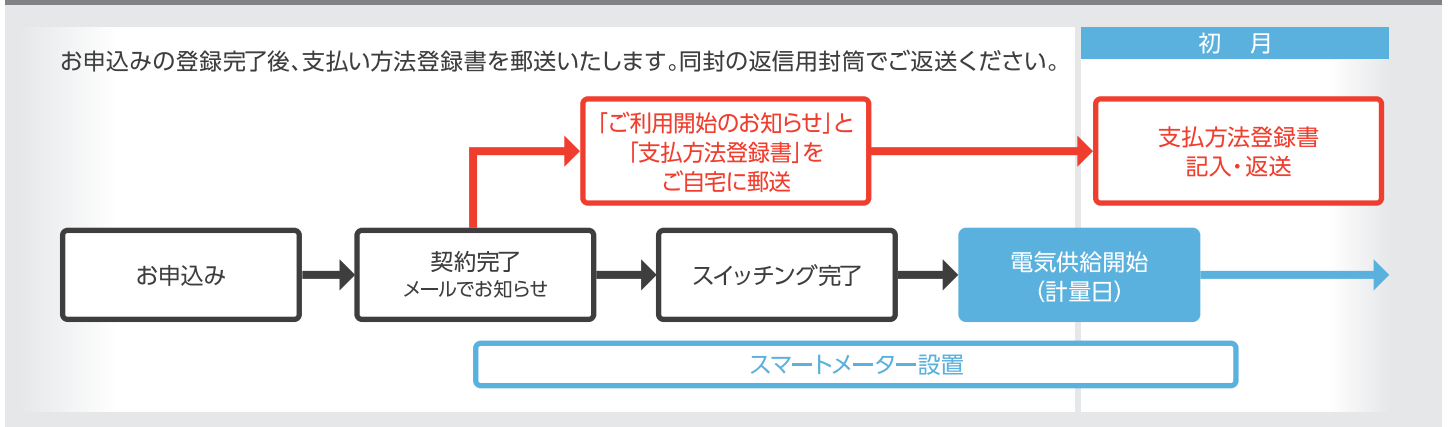 お申込みの登録完了後、支払い方法登録書を郵送いたします。同封の返信用封筒でご返送ください。
初　月
「ご利用開始のお知らせ」と
「支払方法登録書」を
ご自宅に郵送
支払方法登録書
記入・返送
お申込み
契約完了
メールでお知らせ
スイッチング完了
電気供給開始
（計量日）
スマートメーター設置